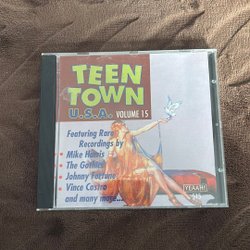 TEEN
TOWN
U.S.A. VOLUME 15
Featuring Rare
Recordings by
• Mike Harris
• The Gothics
• Johnny Fortune
• Vince Castro
and many more...
YEAAH!